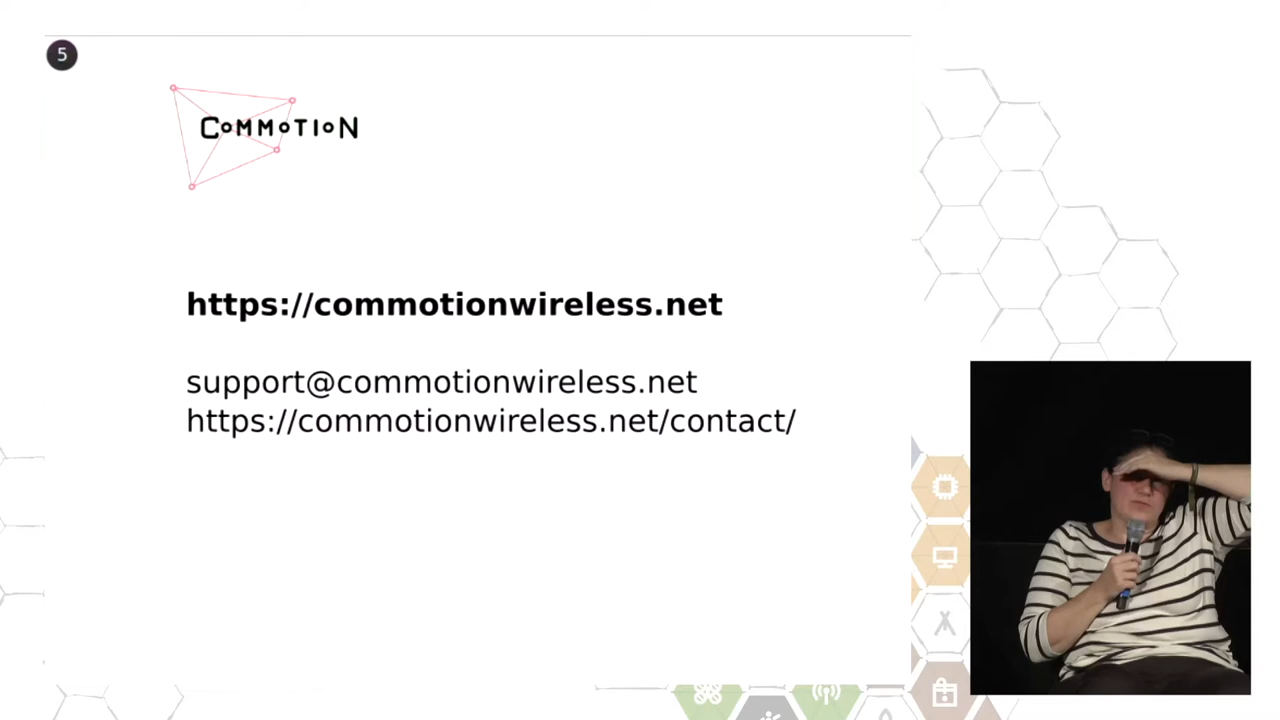 5
COMMOTION
https://commotionwireless.net
support@commotionwireless.net
https://commotionwireless.net/contact/